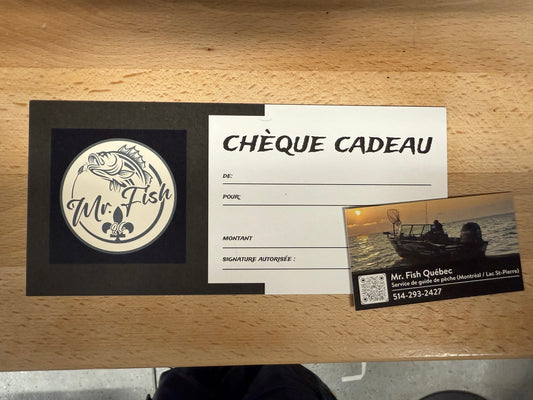 Mr. Fish
CHÈQUE CADEAU
DE:
POUR:
MONTANT
SIGNATURE AUTORISÉE :
Mr. Fish Québec
Service de guide de pèche (Montréal / Lac St-Pierre)
514-293-2427